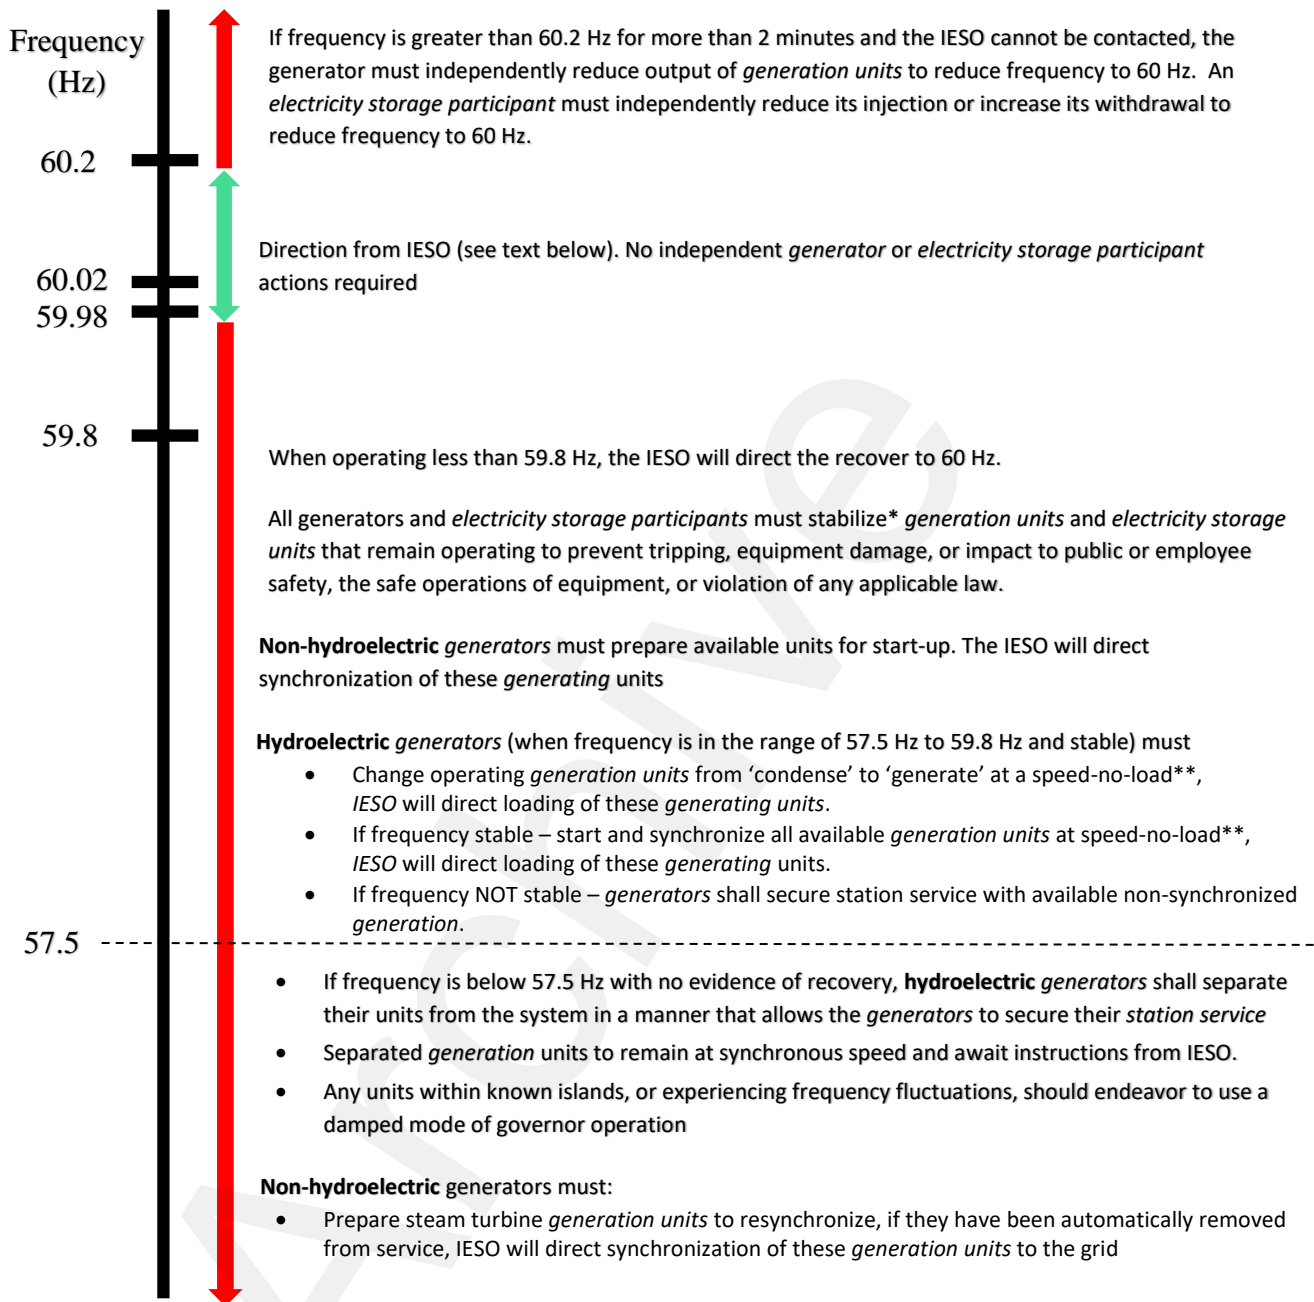 Frequency
(Hz)
If frequency is greater than 60.2 Hz for more than 2 minutes and the IESO cannot be contacted, the
generator must independently reduce output of generation units to reduce frequency to 60 Hz. An
electricity storage participant must independently reduce its injection or increase its withdrawal to
reduce frequency to 60 Hz.
60.2
Direction from IESO (see text below). No independent generator or electricity storage participant
actions required
60.02
59.98
59.8
When operating less than 59.8 Hz, the IESO will direct the recover to 60 Hz.
All generators and electricity storage participants must stabilize* generation units and electricity storage
units that remain operating to prevent tripping, equipment damage, or impact to public or employee
safety, the safe operations of equipment, or violation of any applicable law.
Non-hydroelectric generators must prepare available units for start-up. The IESO will direct
synchronization of these generating units
Hydroelectric generators (when frequency is in the range of 57.5 Hz to 59.8 Hz and stable) must
• Change operating generation units from ‘condense’ to ‘generate’ at a speed-no-load**,
IESO will direct loading of these generating units.
• If frequency stable – start and synchronize all available generation units at speed-no-load**,
IESO will direct loading of these generating units.
• If frequency NOT stable – generators shall secure station service with available non-synchronized
generation.
57.5
• If frequency is below 57.5 Hz with no evidence of recovery, hydroelectric generators shall separate
their units from the system in a manner that allows the generators to secure their station service
• Separated generation units to remain at synchronous speed and await instructions from IESO.
• Any units within known islands, or experiencing frequency fluctuations, should endeavor to use a
damped mode of governor operation
Non-hydroelectric generators must:
• Prepare steam turbine generation units to resynchronize, if they have been automatically removed
from service, IESO will direct synchronization of these generation units to the grid
Archive